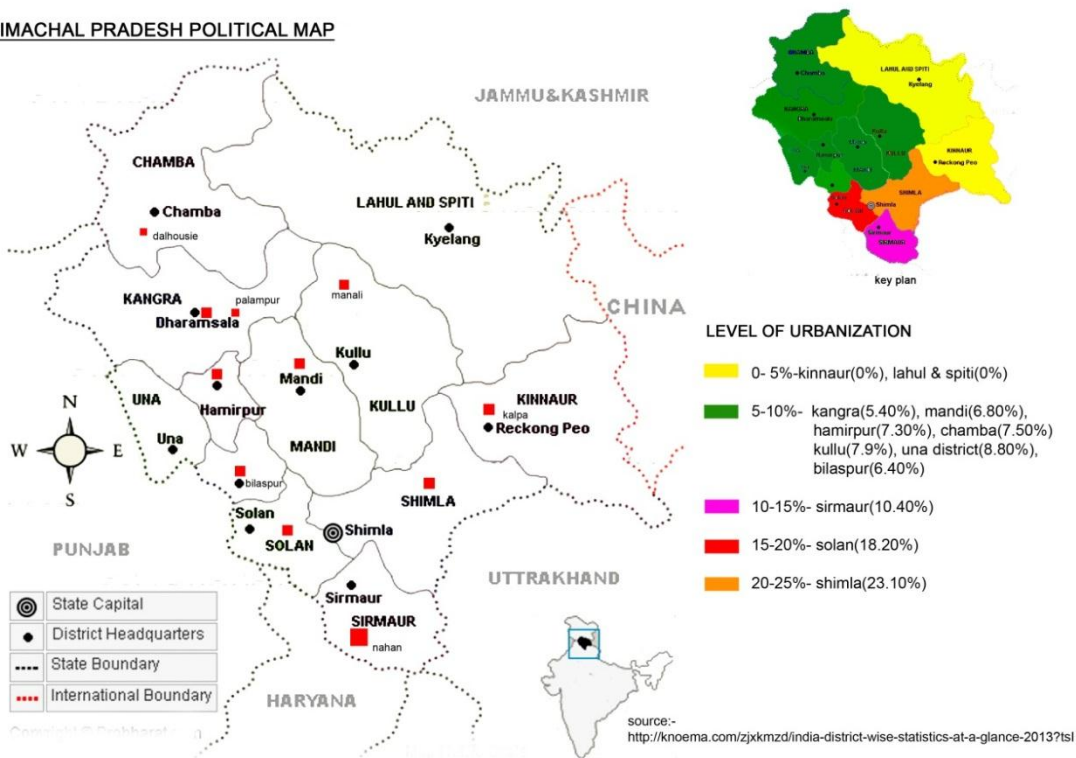 IMACHAL PRADESH POLITICAL MAP
JAMMU&KASHMIR
CHAMBA
Chamba
dalhousie
LAHUL AND SPITI
Kyelang
KANGRA
palampur
Dharamsala
manali
CHINA
Kullu
Mandi
UNA
Hamirpur
KULLU
KINNAUR
kalpa
Reckong Peo
Una
MANDI
N
W
E
S
bilaspur
SHIMLA
Solan
SOLAN
Shimla
PUNJAB
UTTRAKHAND
Sirmaur
SIRMAUR
nahan
HARYANA
State Capital
District Headquarters
State Boundary
International Boundary
Chamba
LAHUL AND SPITI
Kyelang
KINNAUR
Reckong Peo
KULLU
SHIMLA
Shimla
Sirmaur
SIRMAUR
key plan
LEVEL OF URBANIZATION
0- 5%-kinnaur(0%), lahul & spiti(0%)
5-10%- kangra(5.40%), mandi(6.80%),
hamirpur(7.30%), chamba(7.50%)
kullu(7.9%), una district(8.80%),
bilaspur(6.40%)
10-15%- sirmaur(10.40%)
15-20%- solan(18.20%)
20-25%- shimla(23.10%)
source:-
http://knoema.com/zjxkmzd/india-district-wise-statistics-at-a-glance-2013?tsI